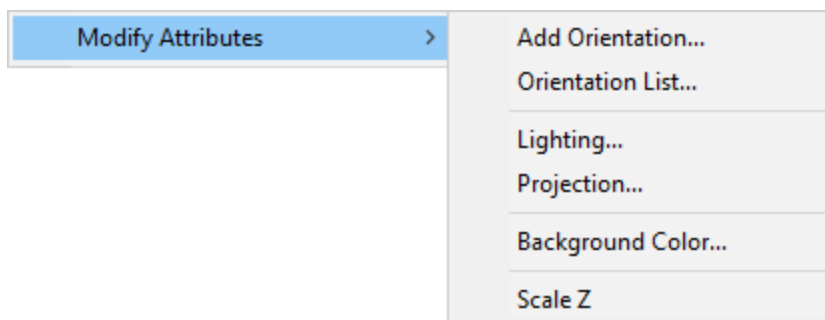 Modify Attributes
Add Orientation...
Orientation List...
Lighting...
Projection...
Background Color...
Scale Z